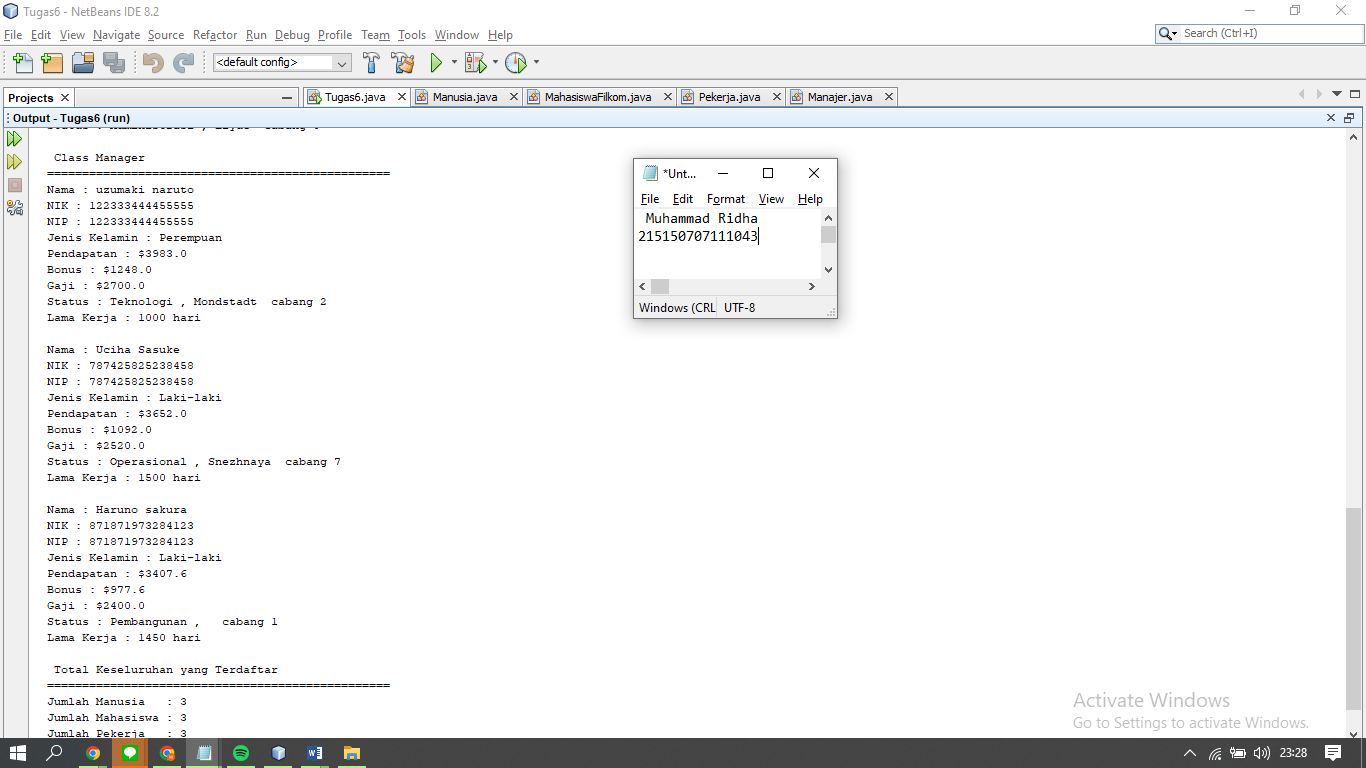 Tugas6 - NetBeans IDE 8.2
File Edit View Navigate Source Refactor Run Debug Profile Team Tools Window Help
Search (Ctrl+I)
<default config>
Projects
Tugas6.java
Manusia.java
MahasiswaFilkom.java
Pekerja.java
Manajer.java
Output - Tugas6 (run)
Class Manager
=================================================
Nama : uzumaki naruto
NIK : 122333444455555
NIP : 122333444455555
Jenis Kelamin : Perempuan
Pendapatan : $3983.0
Bonus : $1248.0
Gaji : $2700.0
Status : Teknologi , Mondstadt  cabang 2
Lama Kerja : 1000 hari
Nama : Uciha Sasuke
NIK : 787425825238458
NIP : 787425825238458
Jenis Kelamin : Laki-laki
Pendapatan : $3652.0
Bonus : $1092.0
Gaji : $2520.0
Status : Operasional , Snezhnaya  cabang 7
Lama Kerja : 1500 hari
Nama : Haruno sakura
NIK : 871871973284123
NIP : 871871973284123
Jenis Kelamin : Laki-laki
Pendapatan : $3407.6
Bonus : $977.6
Gaji : $2400.0
Status : Pembangunan ,   cabang 1
Lama Kerja : 1450 hari
Total Keseluruhan yang Terdaftar
=================================================
Jumlah Manusia   : 3
Jumlah Mahasiswa : 3
Jumlah Pekerja   : 3
*Unt...
File Edit Format View Help
Muhammad Ridha
215150707111043
Windows (CRL
UTF-8
Activate Windows
Go to Settings to activate Windows.
23:28